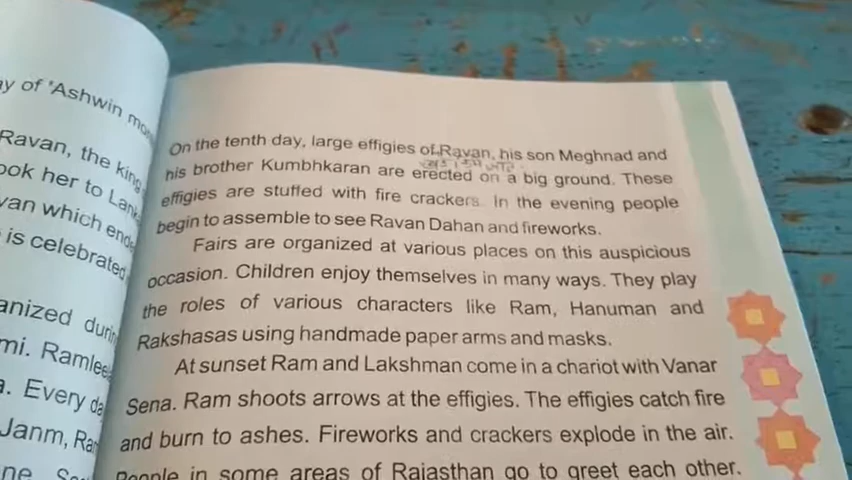 y of 'Ashwin mon
Ravan, the king
ook her to Lank
van which ende
is celebrated
anized durin
mi. Ramlee
a. Every da
Janm, Ra
ne
On the tenth day, large effigies of Ravan, his son Meghnad and
his brother Kumbhkaran are erected on a big ground. These
effigies are stuffed with fire crackers. In the evening people
begin to assemble to see Ravan Dahan and fireworks.
Fairs are organized at various places on this auspicious
occasion. Children enjoy themselves in many ways. They play
the roles of various characters like Ram, Hanuman and
Rakshasas using handmade paper arms and masks.
At sunset Ram and Lakshman come in a chariot with Vanar
Sena. Ram shoots arrows at the effigies. The effigies catch fire
and burn to ashes. Fireworks and crackers explode in the air.
People in some areas of Rajasthan go to greet each other.